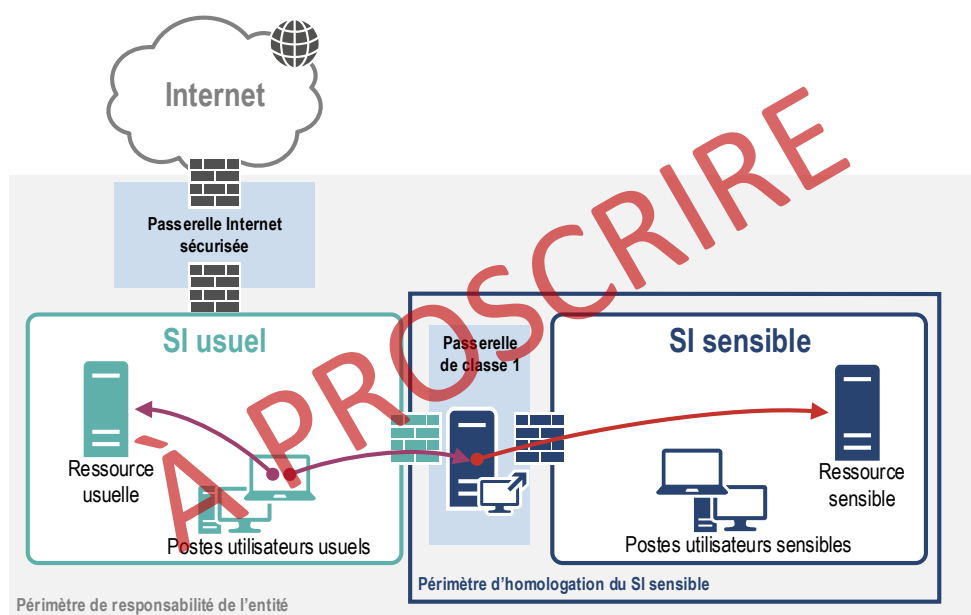 Internet
Passerelle Internet
sécurisée
SI usuel
Passerelle
de classe 1
SI sensible
À PROSCRIRE
Ressource
usuelle
Ressource
sensible
Postes utilisateurs usuels
Postes utilisateurs sensibles
Périmètre d'homologation du SI sensible
Périmètre de responsabilité de l'entité